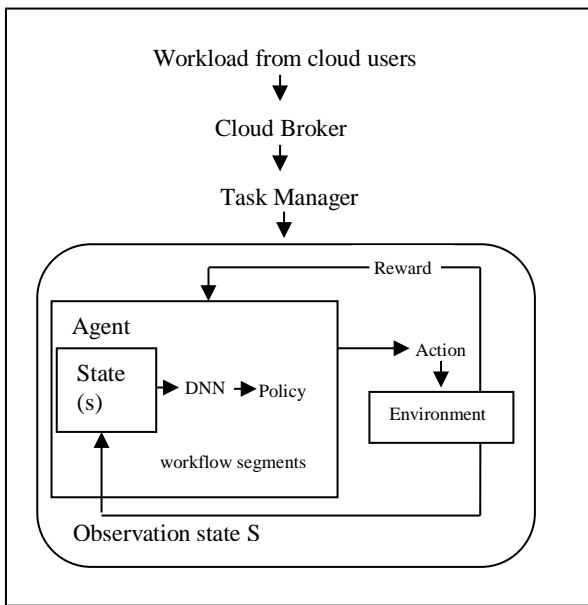 Workload from cloud users
Cloud Broker
Task Manager
Reward
Agent
Action
State
(s)
DNN
Policy
Environment
workflow segments
Observation state S